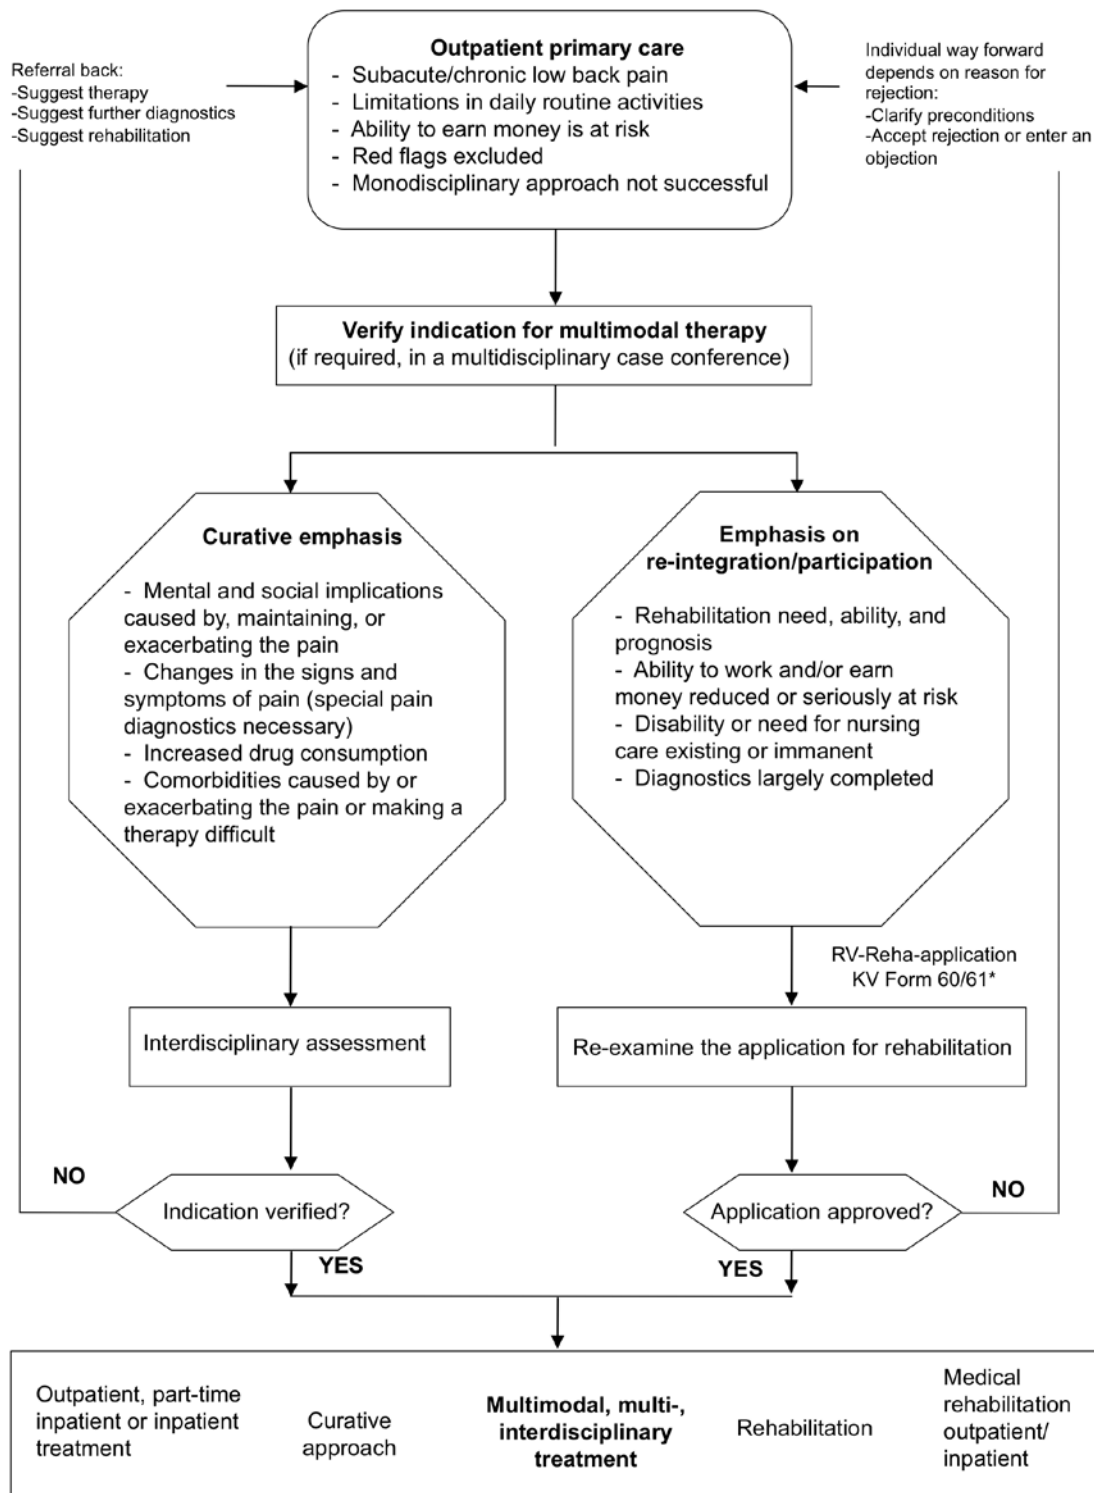 Outpatient primary care
- Subacute/chronic low back pain
- Limitations in daily routine activities
- Ability to earn money is at risk
- Red flags excluded
- Monodisciplinary approach not successful
Referral back:
-Suggest therapy
-Suggest further diagnostics
-Suggest rehabilitation
Individual way forward
depends on reason for
rejection:
-Clarify preconditions
-Accept rejection or enter an
objection
Verify indication for multimodal therapy
(if required, in a multidisciplinary case conference)
Curative emphasis
- Mental and social implications
caused by, maintaining, or
exacerbating the pain
- Changes in the signs and
symptoms of pain (special pain
diagnostics necessary)
- Increased drug consumption
- Comorbidities caused by or
exacerbating the pain or making a
therapy difficult
Emphasis on
re-integration/participation
- Rehabilitation need, ability, and
prognosis
- Ability to work and/or earn
money reduced or seriously at risk
- Disability or need for nursing
care existing or immanent
- Diagnostics largely completed
RV-Reha-application
KV Form 60/61*
Interdisciplinary assessment
Re-examine the application for rehabilitation
NO
Indication verified?
YES
Application approved?
NO
YES
Outpatient, part-time
inpatient or inpatient
treatment
Curative
approach
Multimodal, multi-,
interdisciplinary
treatment
Rehabilitation
Medical
rehabilitation
outpatient/
inpatient